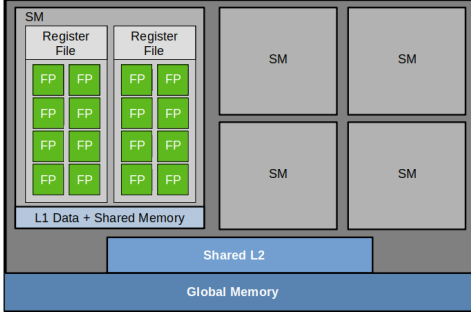 SM
Register
File
Register
File
FP FP FP FP
FP FP FP FP
FP FP FP FP
FP FP FP FP
L1 Data + Shared Memory
SM
SM
SM
SM
Shared L2
Global Memory